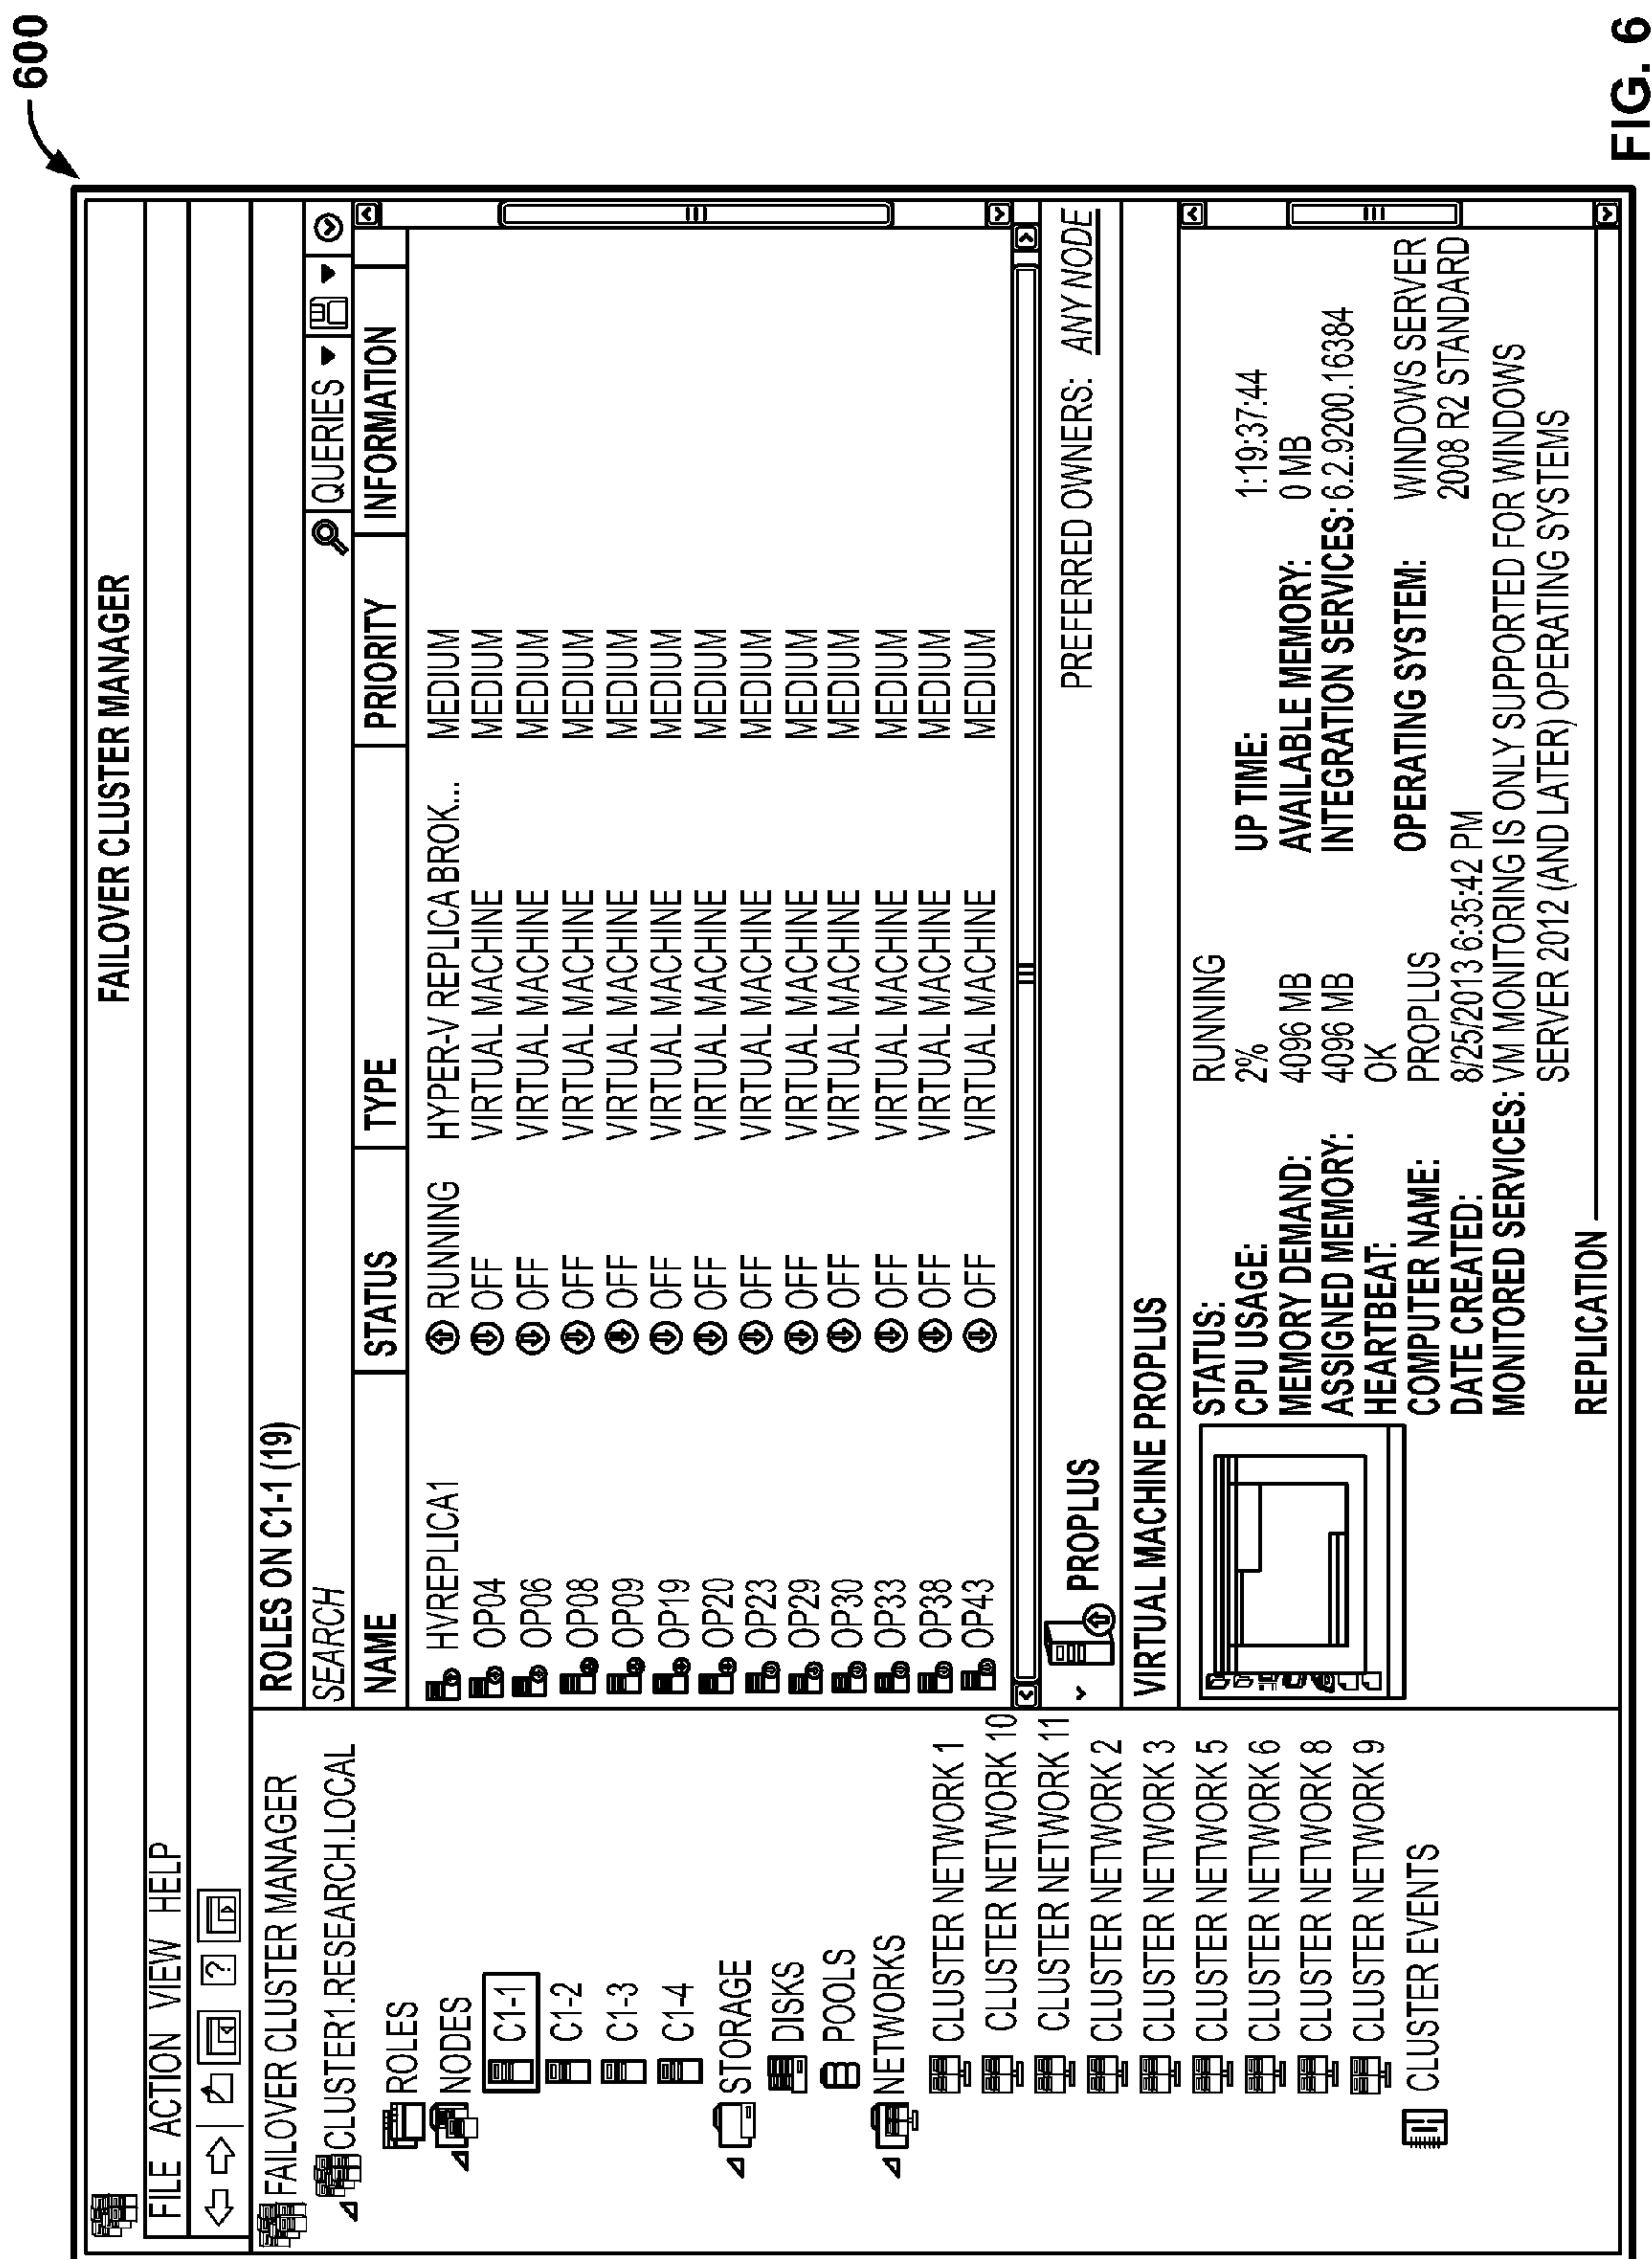 600
FAILOVER CLUSTER MANAGER
FILE ACTION VIEW HELP
?
FAILOVER CLUSTER MANAGER
CLUSTER1.RESEARCH.LOCAL
ROLES
NODES
C1-1
C1-2
C1-3
C1-4
STORAGE
DISKS
POOLS
NETWORKS
CLUSTER NETWORK 1
CLUSTER NETWORK 10
CLUSTER NETWORK 11
CLUSTER NETWORK 2
CLUSTER NETWORK 3
CLUSTER NETWORK 5
CLUSTER NETWORK 6
CLUSTER NETWORK 8
CLUSTER NETWORK 9
CLUSTER EVENTS
ROLES ON C1-1 (19)
SEARCH QUERIES
NAME STATUS TYPE PRIORITY INFORMATION
HVREPLICA1 RUNNING HYPER-V REPLICA BROK... MEDIUM
OP04 OFF VIRTUAL MACHINE MEDIUM
OP06 OFF VIRTUAL MACHINE MEDIUM
OP08 OFF VIRTUAL MACHINE MEDIUM
OP09 OFF VIRTUAL MACHINE MEDIUM
OP19 OFF VIRTUAL MACHINE MEDIUM
OP20 OFF VIRTUAL MACHINE MEDIUM
OP23 OFF VIRTUAL MACHINE MEDIUM
OP29 OFF VIRTUAL MACHINE MEDIUM
OP30 OFF VIRTUAL MACHINE MEDIUM
OP33 OFF VIRTUAL MACHINE MEDIUM
OP38 OFF VIRTUAL MACHINE MEDIUM
OP43 OFF VIRTUAL MACHINE MEDIUM
PROPLUS PREFERRED OWNERS: ANY NODE
VIRTUAL MACHINE PROPLUS
STATUS: RUNNING
CPU USAGE: 2% UP TIME: 1:19:37:44
MEMORY DEMAND: 4096 MB AVAILABLE MEMORY: 0 MB
ASSIGNED MEMORY: 4096 MB INTEGRATION SERVICES: 6.2.9200.16384
HEARTBEAT: OK
COMPUTER NAME: PROPLUS OPERATING SYSTEM: WINDOWS SERVER
DATE CREATED: 8/25/2013 6:35:42 PM 2008 R2 STANDARD
MONITORED SERVICES: VM MONITORING IS ONLY SUPPORTED FOR WINDOWS
SERVER 2012 (AND LATER) OPERATING SYSTEMS
REPLICATION
FIG. 6